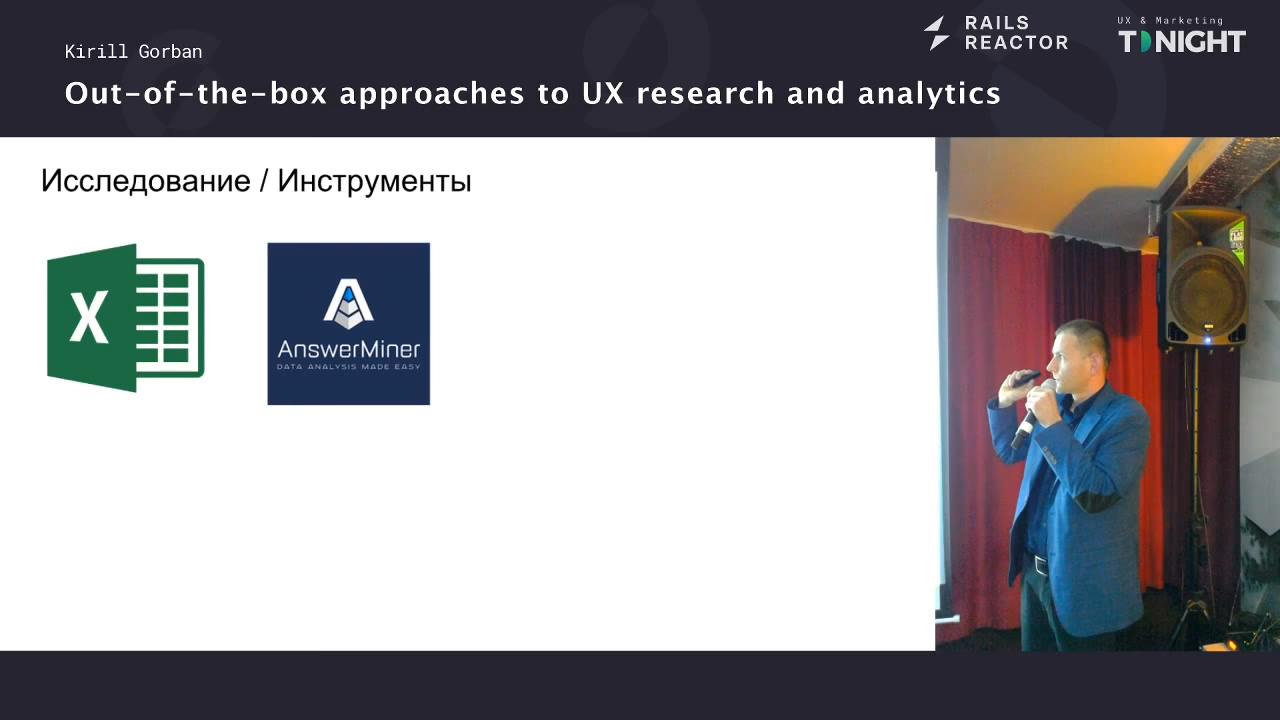 Kirill Gorban
Out-of-the-box approaches to UX research and analytics
RAILS
REACTOR
UX & Marketing
TONIGHT
Исследование / Инструменты
X
AnswerMiner
DATA ANALYSIS MADE EASY